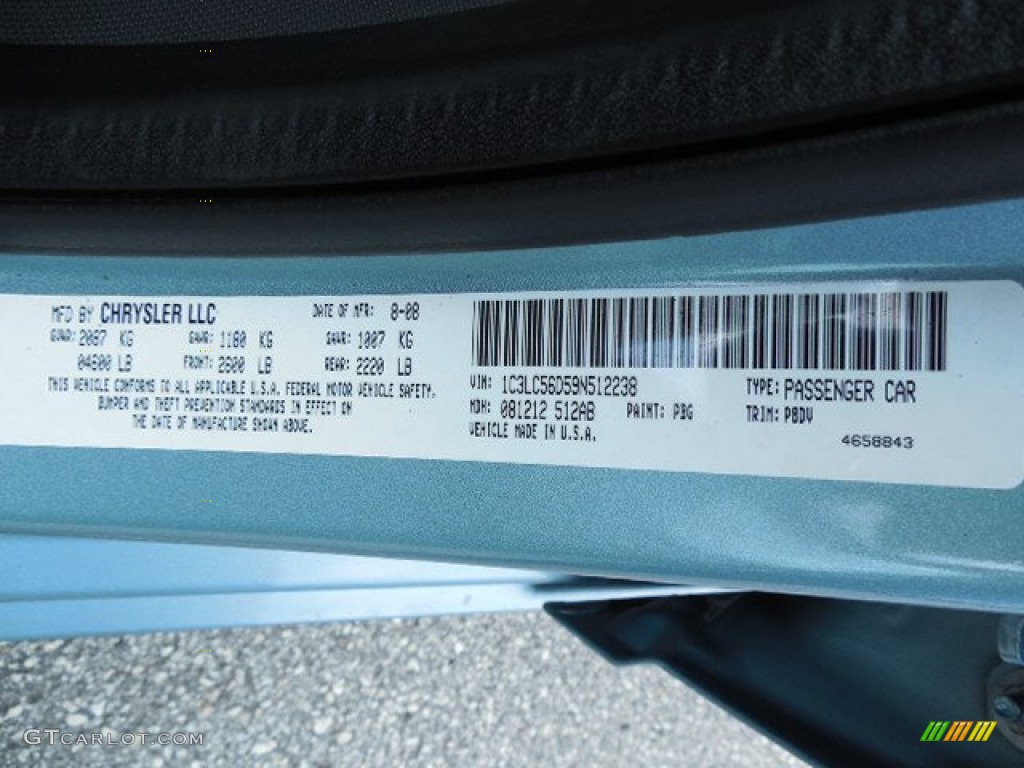 MFD BY CHRYSLER LLC DATE OF MFR: 8-08
GVWR: 2087 KG GAWR: 1180 KG GAWR: 1007 KG
04600 LB FRONT: 2600 LB REAR: 2220 LB
THIS VEHICLE CONFORMS TO ALL APPLICABLE U.S.A. FEDERAL MOTOR VEHICLE SAFETY,
BUMPER AND THEFT PREVENTION STANDARDS IN EFFECT ON
THE DATE OF MANUFACTURE SHOWN ABOVE.
VIN: 1C3LC56D59N512238 TYPE: PASSENGER CAR
MDH: 081212 512AB PAINT: PBG TRIM: PBDV
VEHICLE MADE IN U.S.A. 4658843
GTCARLOT.COM